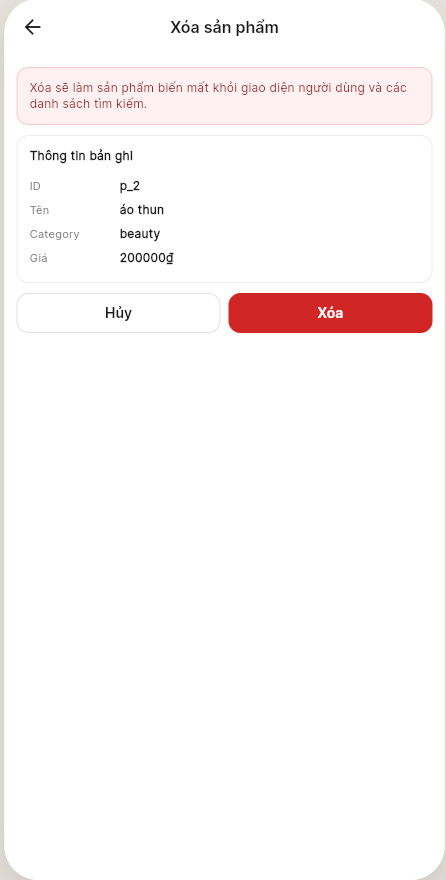 Xóa sản phẩm
Xóa sẽ làm sản phẩm biến mất khỏi giao diện người dùng và các
danh sách tìm kiếm.
Thông tin bản ghi
ID p_2
Tên áo thun
Category beauty
Giá 200000₫
Hủy Xóa